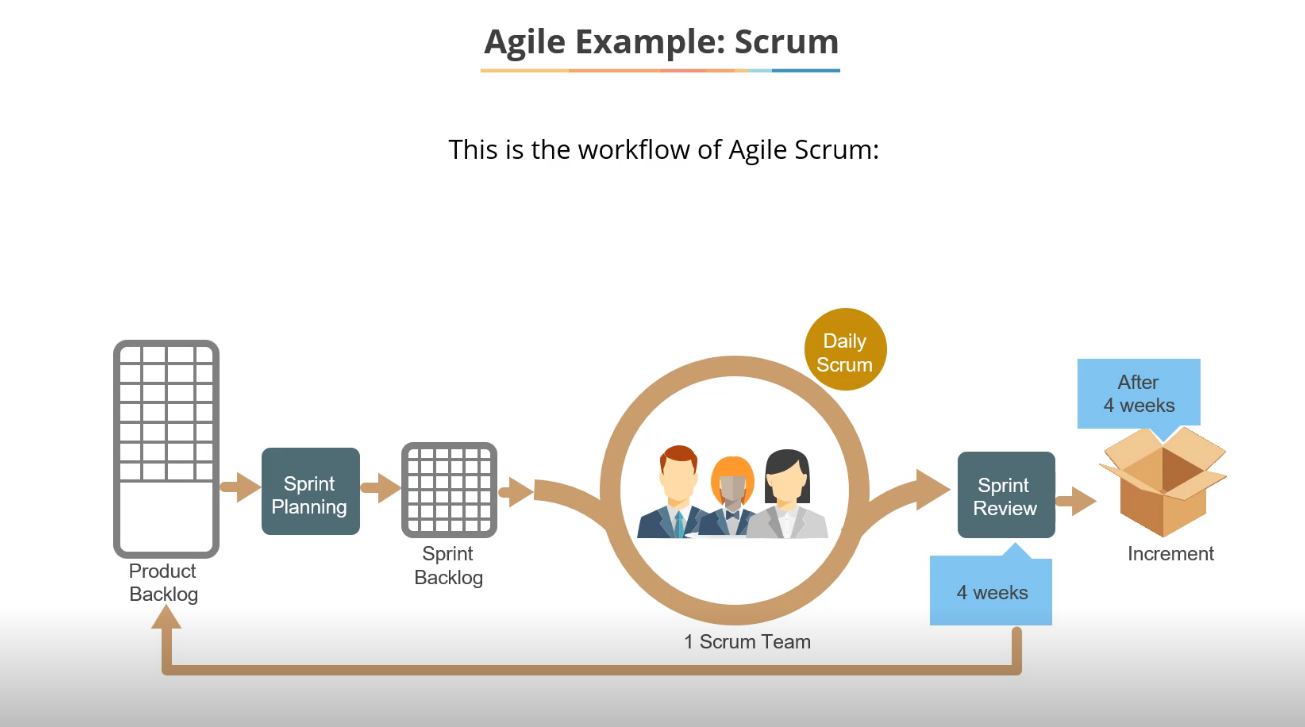 Agile Example: Scrum
This is the workflow of Agile Scrum:
Daily
Scrum
After
4 weeks
Sprint
Planning
Sprint
Review
Sprint
Backlog
Increment
Product
Backlog
4 weeks
1 Scrum Team